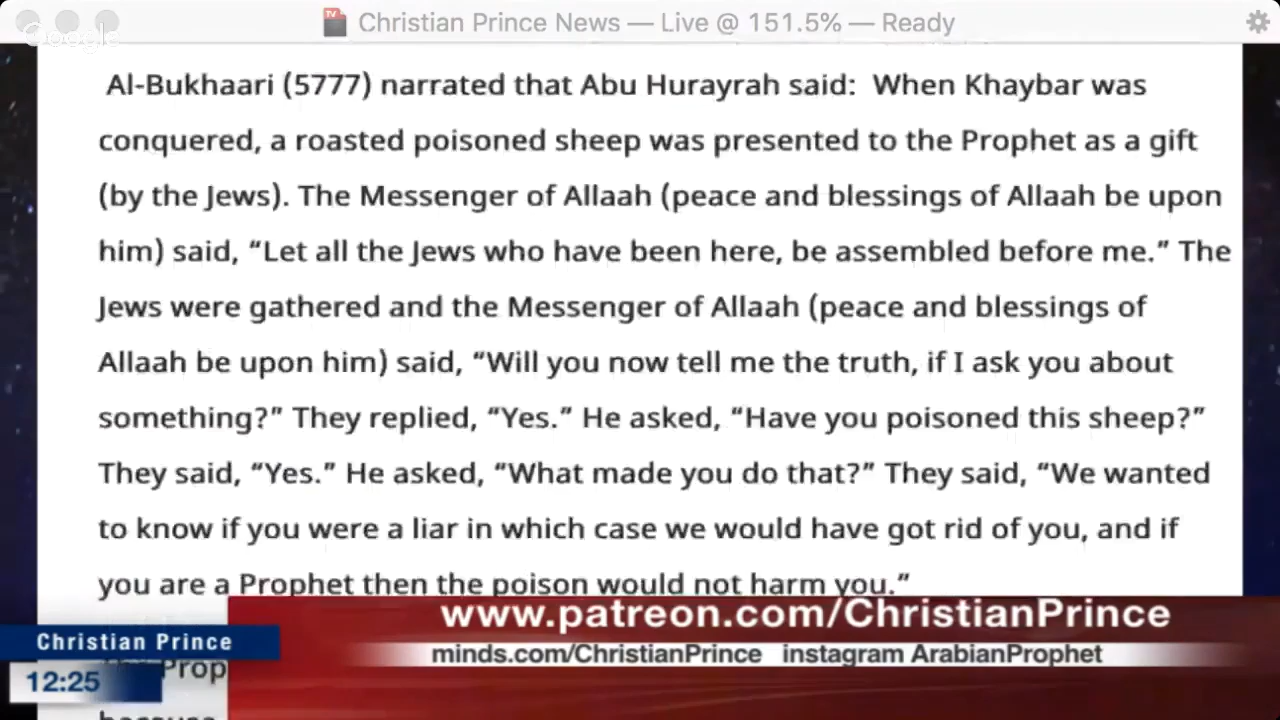 Christian Prince News — Live @ 151.5% — Ready
Google
Al-Bukhaari (5777) narrated that Abu Hurayrah said: When Khaybar was
conquered, a roasted poisoned sheep was presented to the Prophet as a gift
(by the Jews). The Messenger of Allaah (peace and blessings of Allaah be upon
him) said, “Let all the Jews who have been here, be assembled before me.” The
Jews were gathered and the Messenger of Allaah (peace and blessings of
Allaah be upon him) said, “Will you now tell me the truth, if I ask you about
something?” They replied, “Yes.” He asked, “Have you poisoned this sheep?”
They said, “Yes.” He asked, “What made you do that?” They said, “We wanted
to know if you were a liar in which case we would have got rid of you, and if
you are a Prophet then the poison would not harm you.”
www.patreon.com/ChristianPrince
Christian Prince
minds.com/ChristianPrince instagram ArabianProphet
12:25